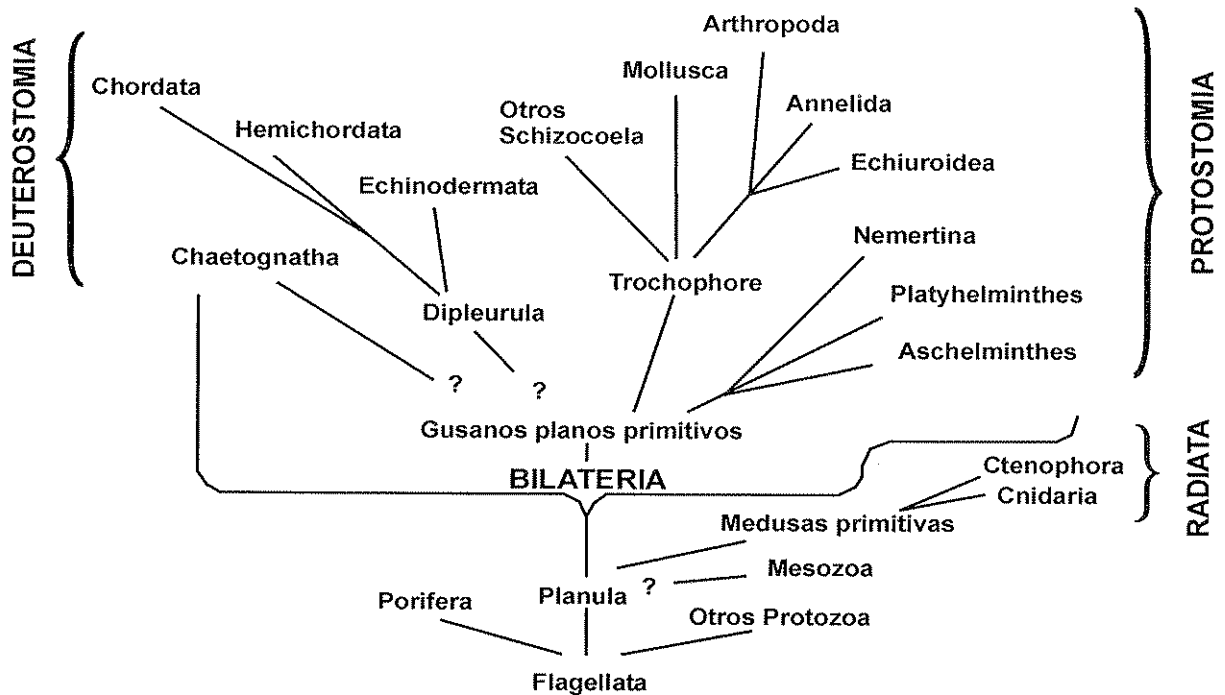 DEUTEROSTOMIA
PROTOSTOMIA
Arthropoda
Mollusca
Chordata
Otros
Schizocoela
Annelida
Hemichordata
Echiuroidea
Echinodermata
Nemertina
Chaetognatha
Trochophore
Dipleurula
Platyhelminthes
Aschelminthes
? ?
Gusanos planos primitivos
BILATERIA
RADIATA
Ctenophora
Cnidaria
Medusas primitivas
Mesozoa
Planula ?
Porifera
Otros Protozoa
Flagellata